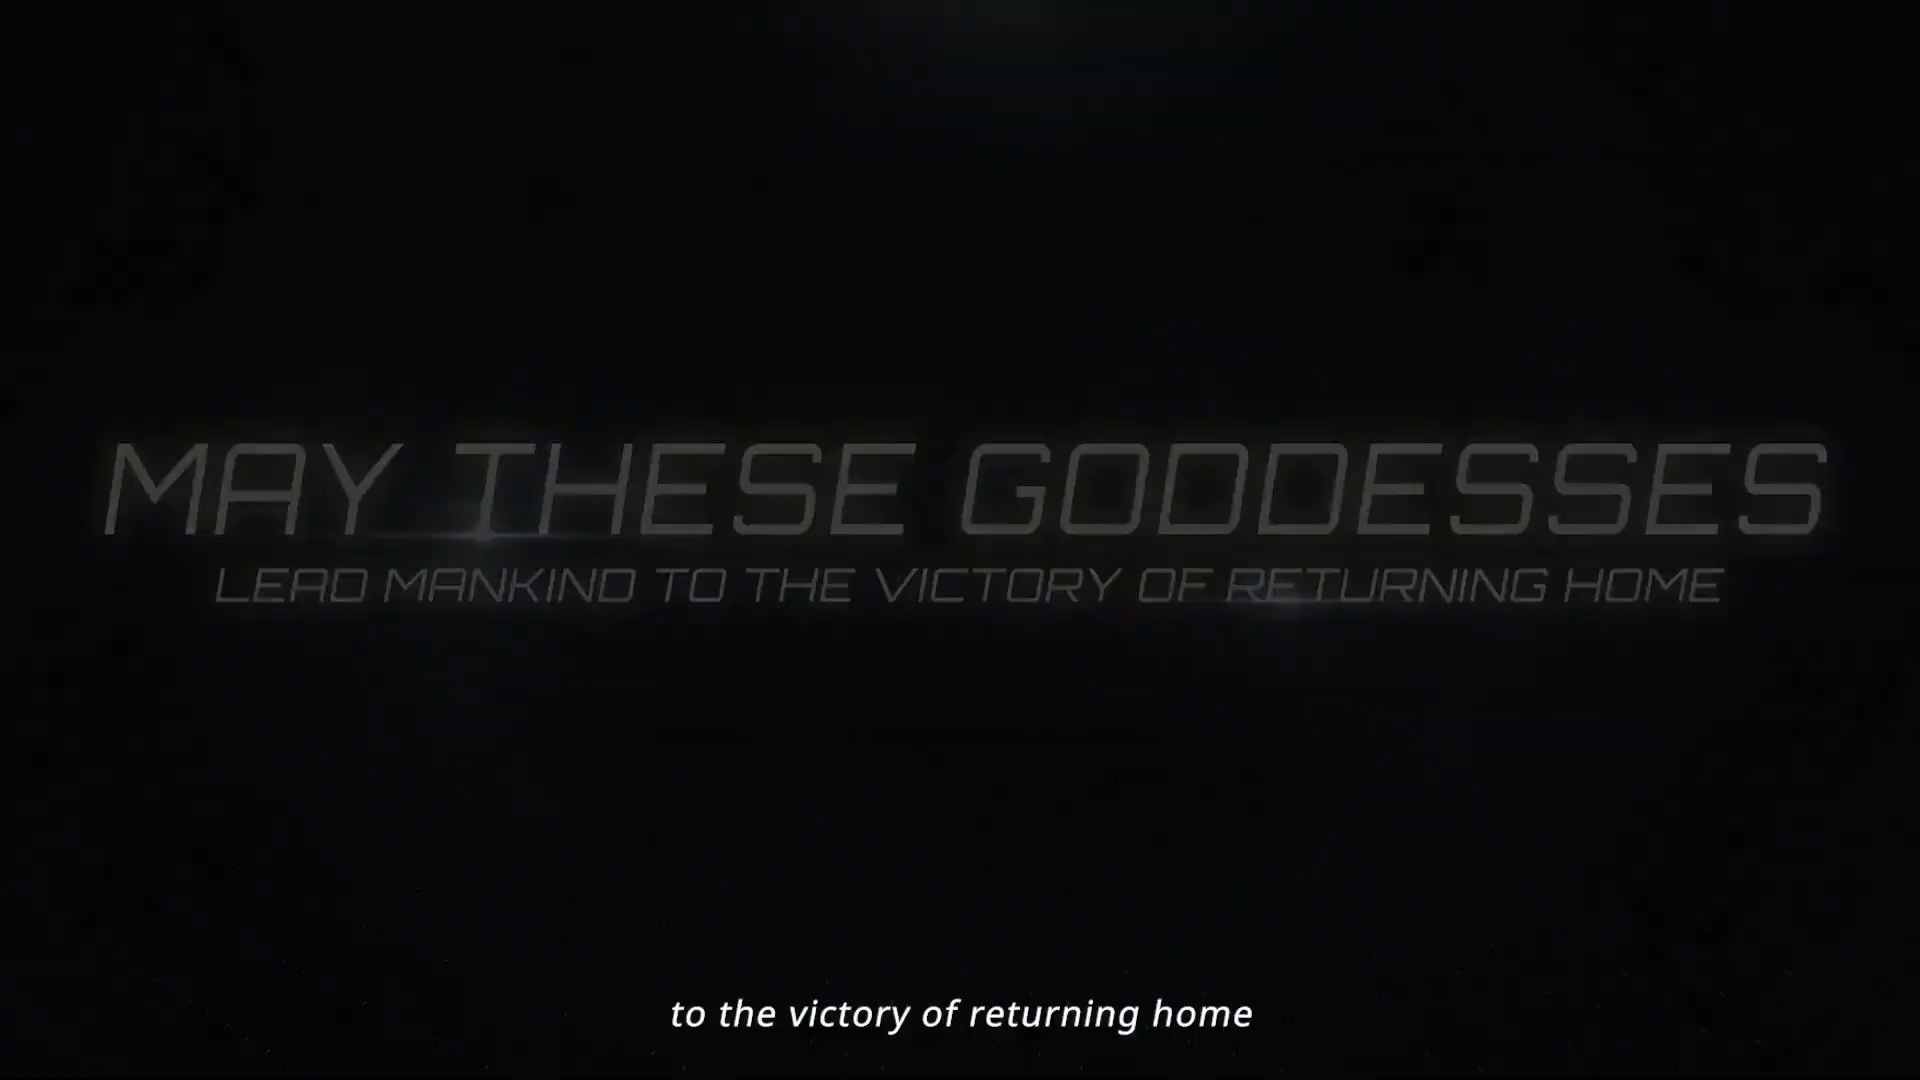 MAY THESE GODDESSES
LEAD MANKIND TO THE VICTORY OF RETURNING HOME
to the victory of returning home